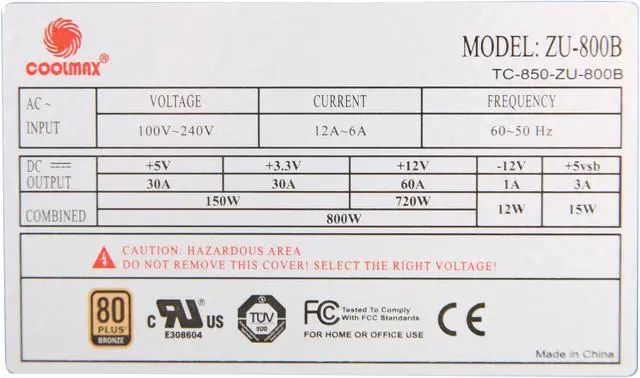 COOLMAX®
MODEL: ZU-800B
TC-850-ZU-800B
AC ~ INPUT VOLTAGE CURRENT FREQUENCY
100V~240V 12A~6A 60~50 Hz
DC OUTPUT +5V +3.3V +12V -12V +5vsb
30A 30A 60A 1A 3A
COMBINED 150W 720W 12W 15W
800W
CAUTION: HAZARDOUS AREA
DO NOT REMOVE THIS COVER! SELECT THE RIGHT VOLTAGE!
80 PLUS® BRONZE
c RU® US
E308604
TÜV SÜD
FC Tested To Comply
With FCC Standards
FOR HOME OR OFFICE USE
CE
Made in China